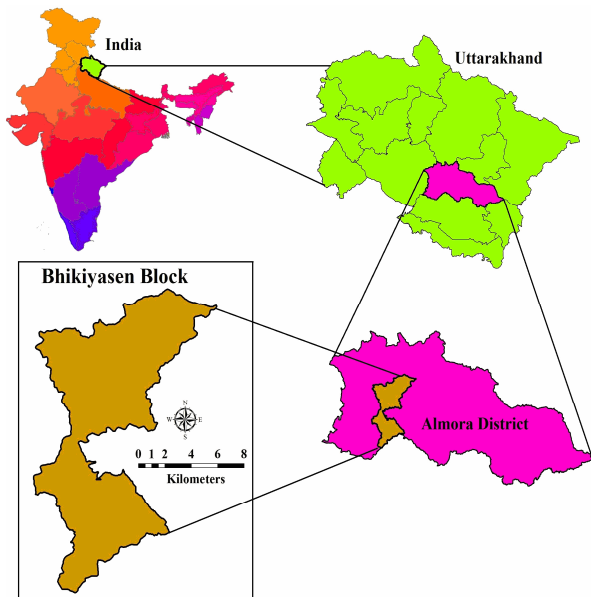 India
Uttarakhand
Bhikiyasen Block
N
W E
S
0 1 2 4 6 8
Kilometers
Almora District